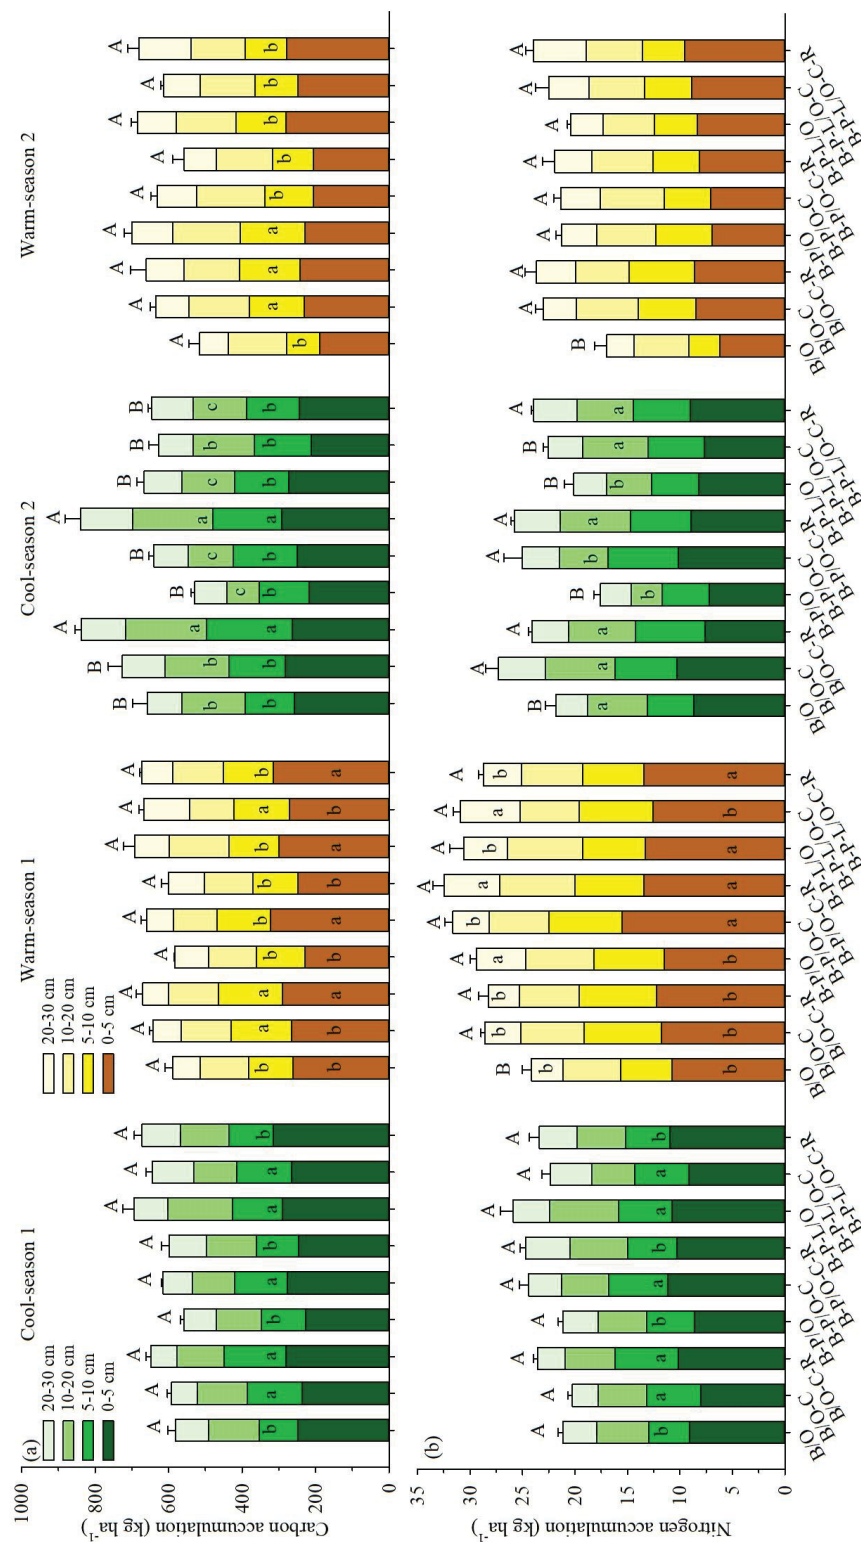 Cool-season 1 Warm-season 1 Cool-season 2 Warm-season 2
(a)
20-30 cm
10-20 cm
5-10 cm
0-5 cm
20-30 cm
10-20 cm
5-10 cm
0-5 cm
Carbon accumulation (kg ha⁻¹)
1000
800
600
400
200
0
A A A A A A A A A
b a a b a b a a b
A A A A A A A A A
b a a b b b b a b
b b a b a b a b a
B B A B B A B B B
b b a c c a c b c
b b a b b a b b b
A A A A A A A A A
b a a a b b b b b
(b)
Nitrogen accumulation (kg ha⁻¹)
35
30
25
20
15
10
5
0
A A A A A A A A A
b a a b a b a a b
B A A A A A A A A
b b b a b a b a b
b b b b a a a b a
B A A B A A B B A
a a a b b a b a a
B A A A A A A A A
B/O B/O-C B/O-C-R B-P/O B-P/O-C B-P/O-C-R B-P-L/O B-P-L/O-C B-P-L/O-C-R
B/O B/O-C B/O-C-R B-P/O B-P/O-C B-P/O-C-R B-P-L/O B-P-L/O-C B-P-L/O-C-R
B/O B/O-C B/O-C-R B-P/O B-P/O-C B-P/O-C-R B-P-L/O B-P-L/O-C B-P-L/O-C-R
B/O B/O-C B/O-C-R B-P/O B-P/O-C B-P/O-C-R B-P-L/O B-P-L/O-C B-P-L/O-C-R